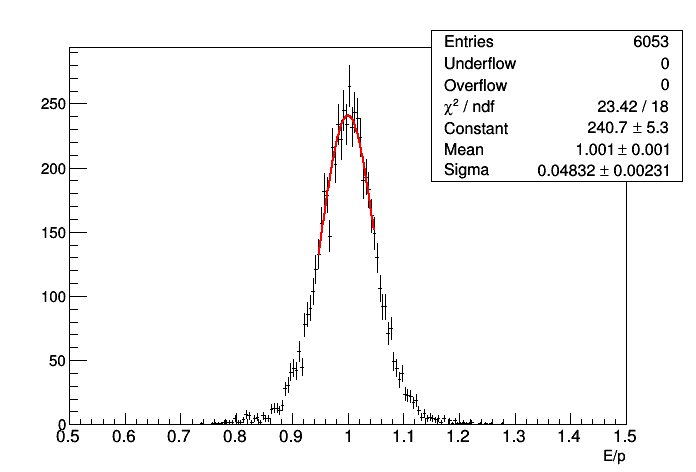 Entries 6053
Underflow 0
Overflow 0
χ² / ndf 23.42 / 18
Constant 240.7 ± 5.3
Mean 1.001 ± 0.001
Sigma 0.04832 ± 0.00231
250
200
150
100
50
0
0.5 0.6 0.7 0.8 0.9 1 1.1 1.2 1.3 1.4 1.5
E/p